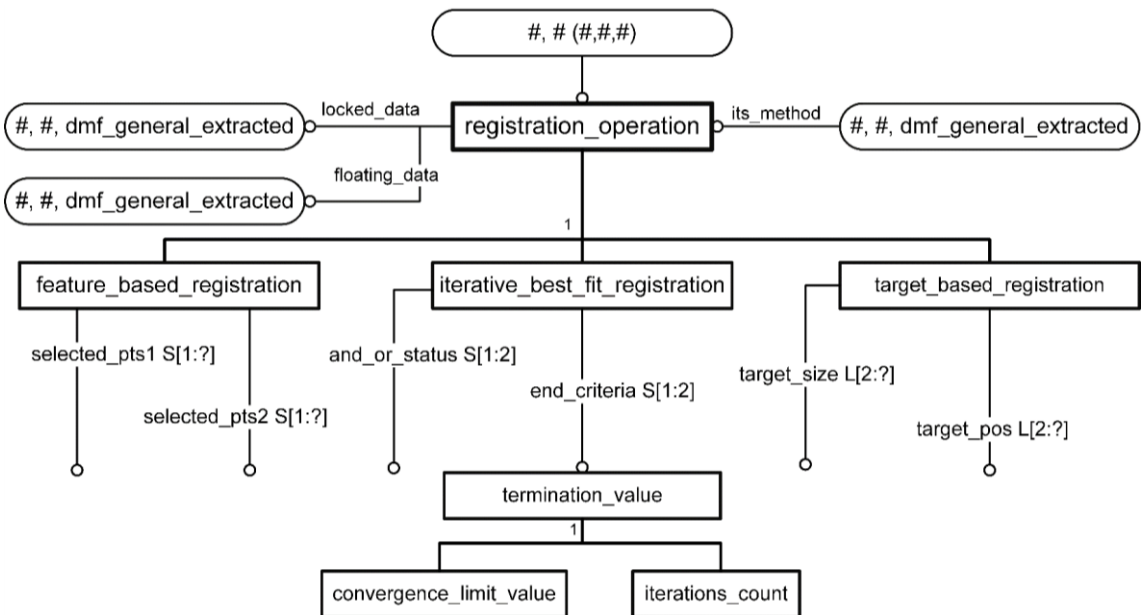 #, # (#,#,#)
locked_data
its_method
#, #, dmf_general_extracted
registration_operation
#, #, dmf_general_extracted
floating_data
#, #, dmf_general_extracted
1
feature_based_registration
iterative_best_fit_registration
target_based_registration
selected_pts1 S[1:?]
and_or_status S[1:2]
target_size L[2:?]
end_criteria S[1:2]
selected_pts2 S[1:?]
target_pos L[2:?]
termination_value
1
convergence_limit_value
iterations_count